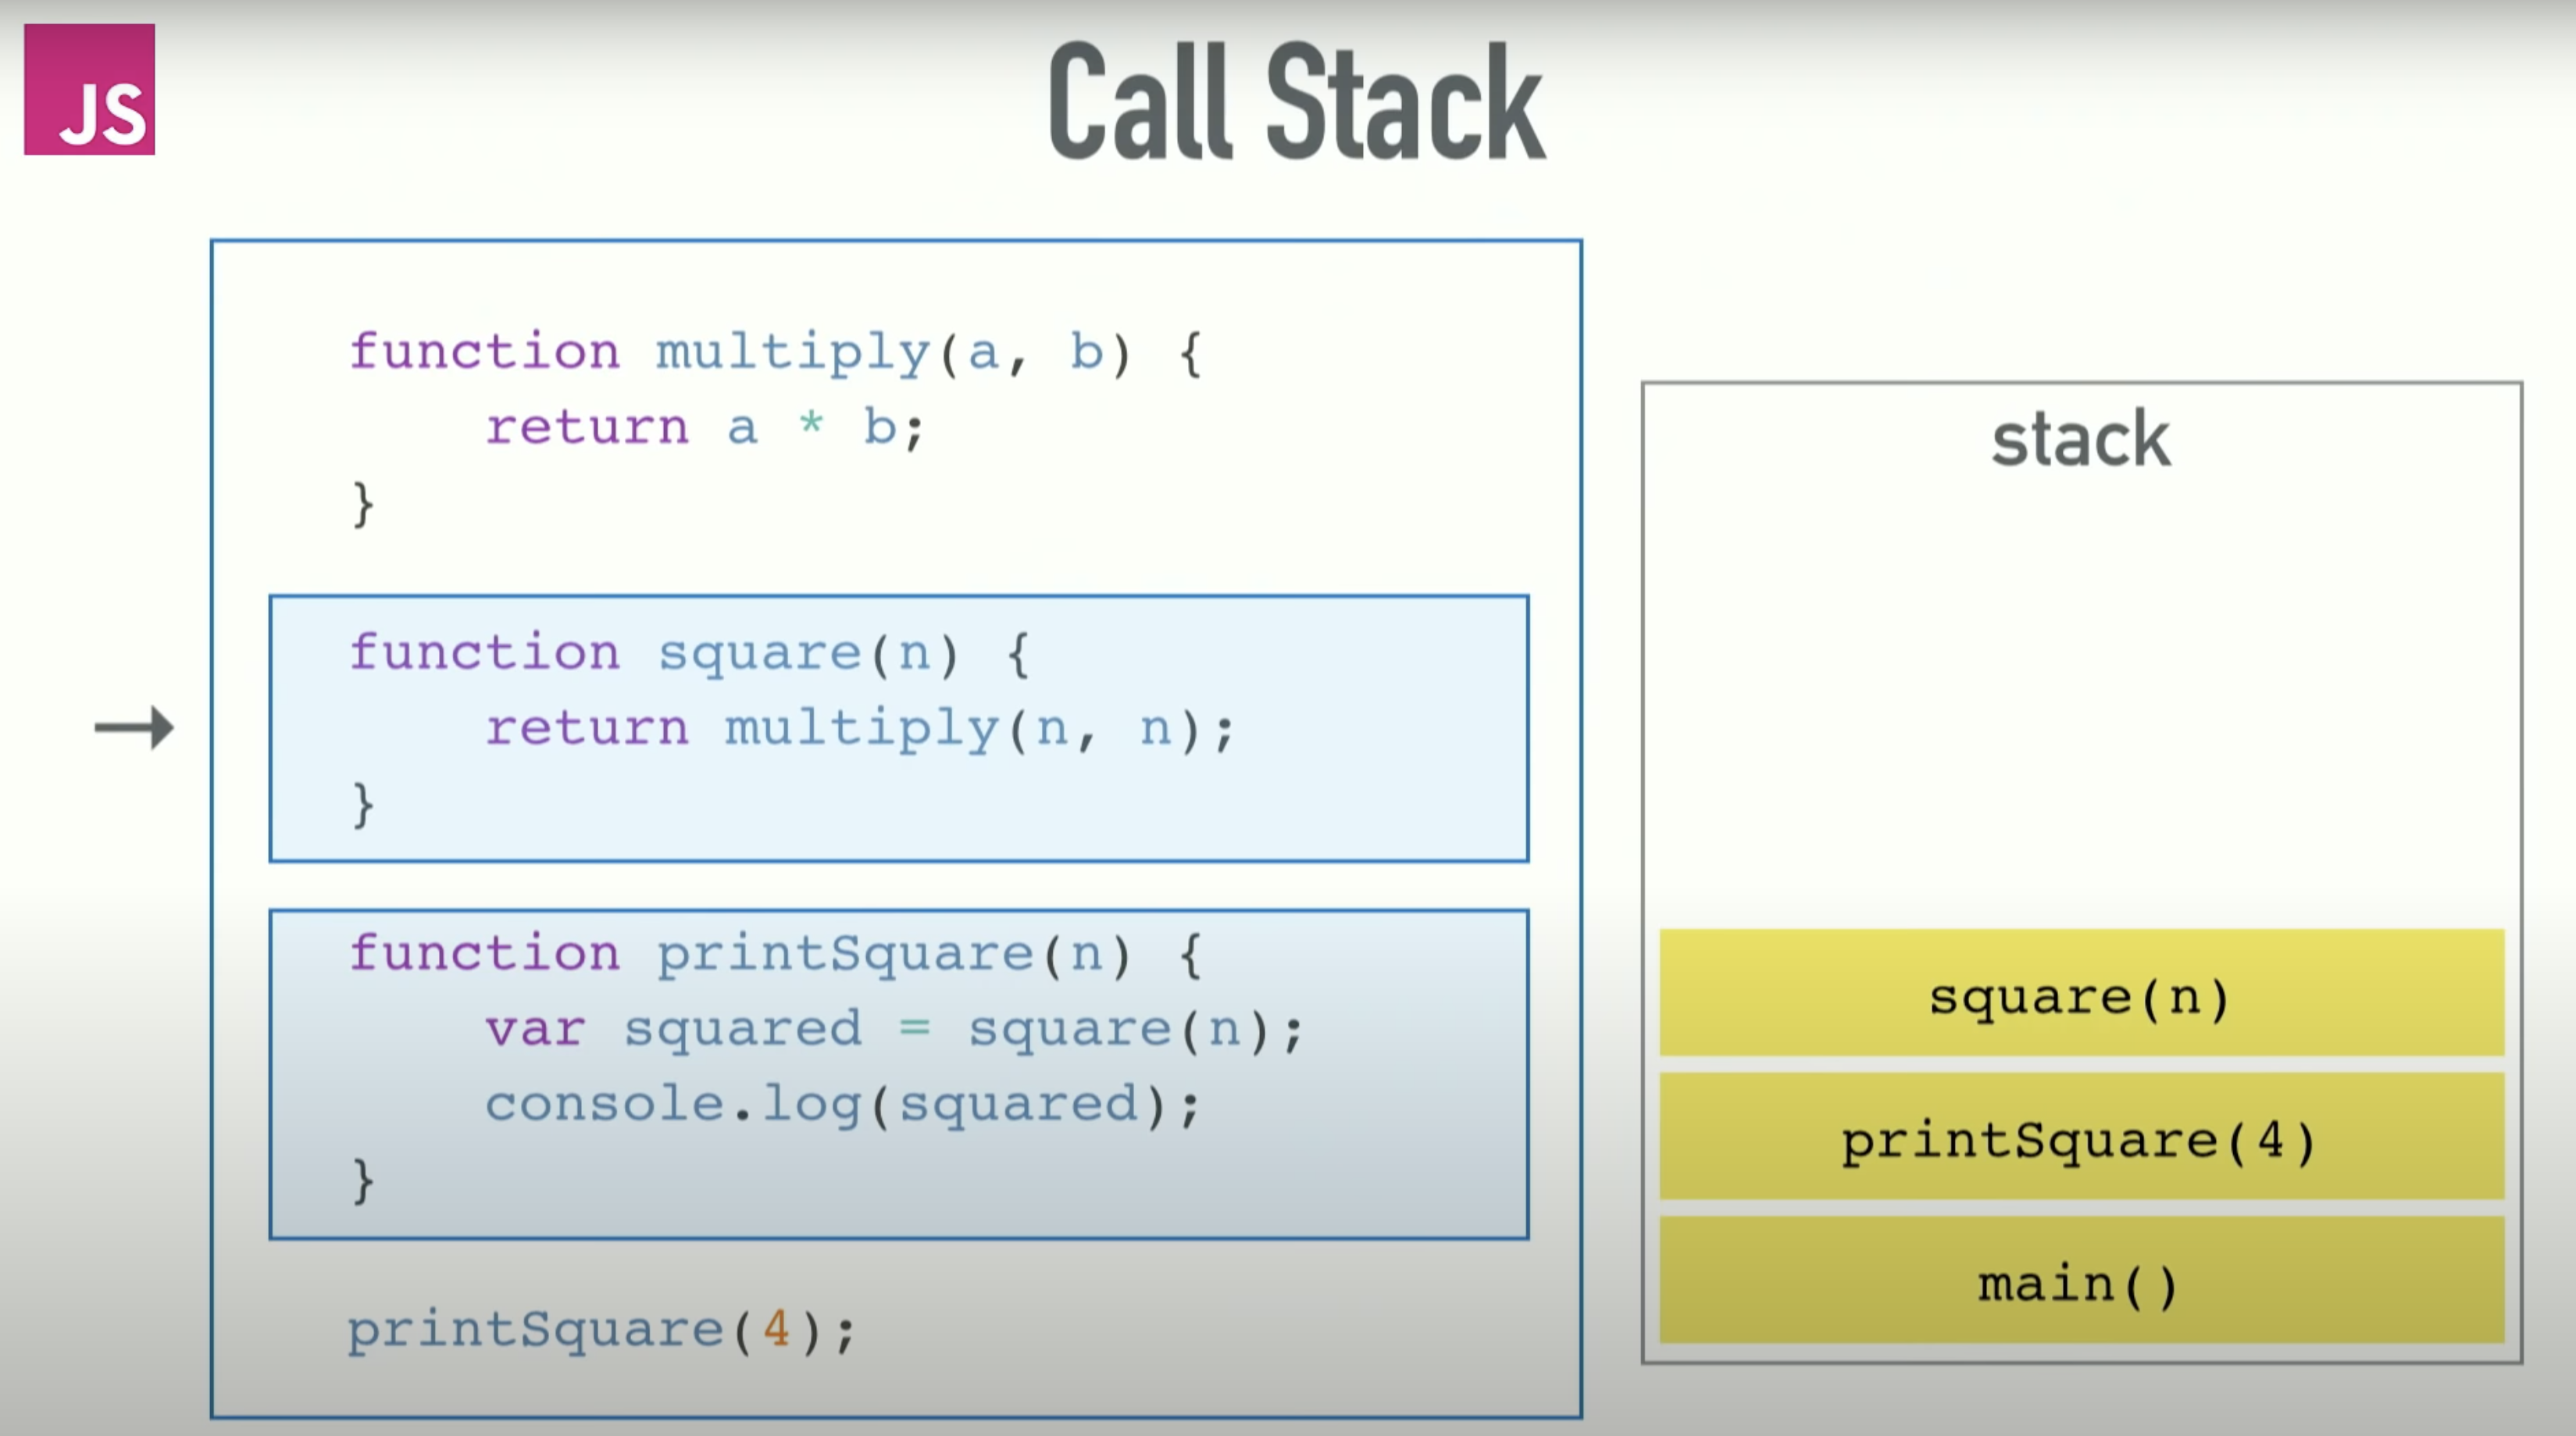 JS
Call Stack
function multiply(a, b) {
    return a * b;
}
function square(n) {
    return multiply(n, n);
}
function printSquare(n) {
    var squared = square(n);
    console.log(squared);
}
printSquare(4);
stack
square(n)
printSquare(4)
main()